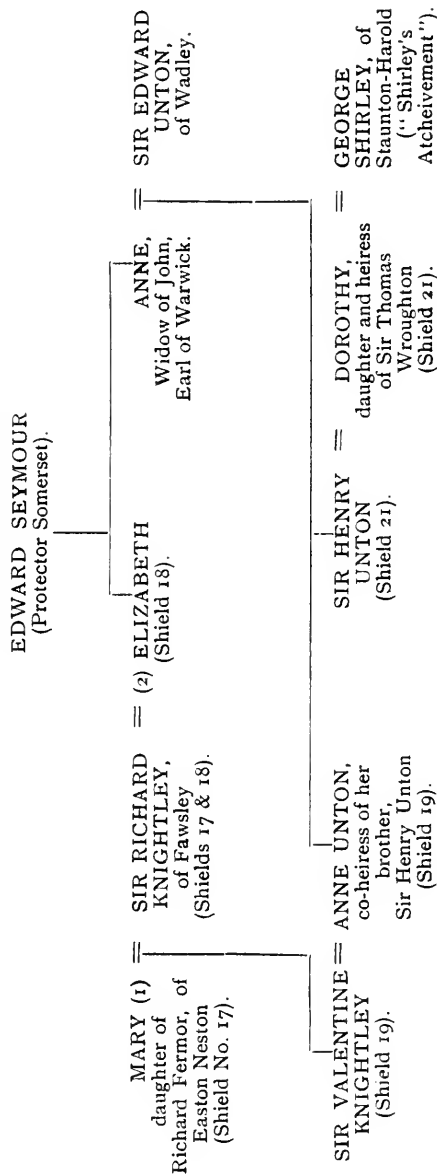 EDWARD SEYMOUR
(Protector Somerset).
MARY (1)
daughter of
Richard Fermor, of
Easton Neston
(Shield No. 17).
=
SIR RICHARD
KNIGHTLEY,
of Fawsley
(Shields 17 & 18).
=
(2) ELIZABETH
(Shield 18).
ANNE,
Widow of John,
Earl of Warwick.
=
SIR EDWARD
UNTON,
of Wadley.
SIR VALENTINE
KNIGHTLEY
(Shield 19).
=
ANNE UNTON,
co-heiress of her
brother,
Sir Henry Unton
(Shield 19).
SIR HENRY
UNTON
(Shield 21).
=
DOROTHY,
daughter and heiress
of Sir Thomas
Wroughton
(Shield 21).
=
GEORGE
SHIRLEY, of
Staunton-Harold
("Shirley's
Atcheivement").